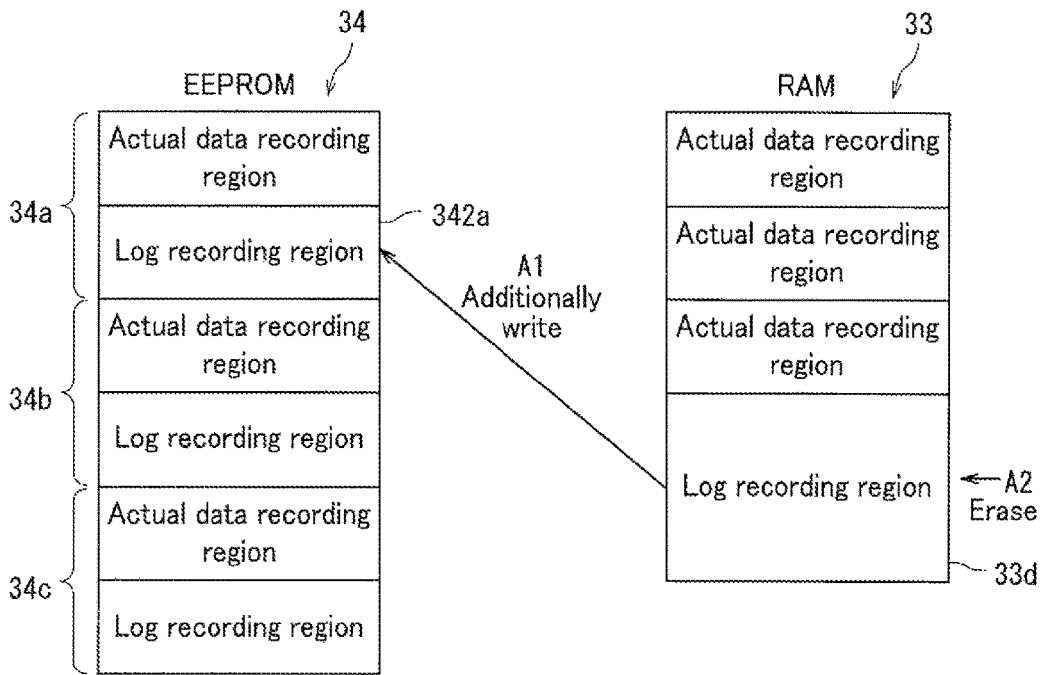 34
EEPROM
Actual data recording
region
34a
342a
Log recording region
Actual data recording
region
34b
Log recording region
Actual data recording
region
34c
Log recording region
A1
Additionally
write
33
RAM
Actual data recording
region
Actual data recording
region
Actual data recording
region
Log recording region
A2
Erase
33d